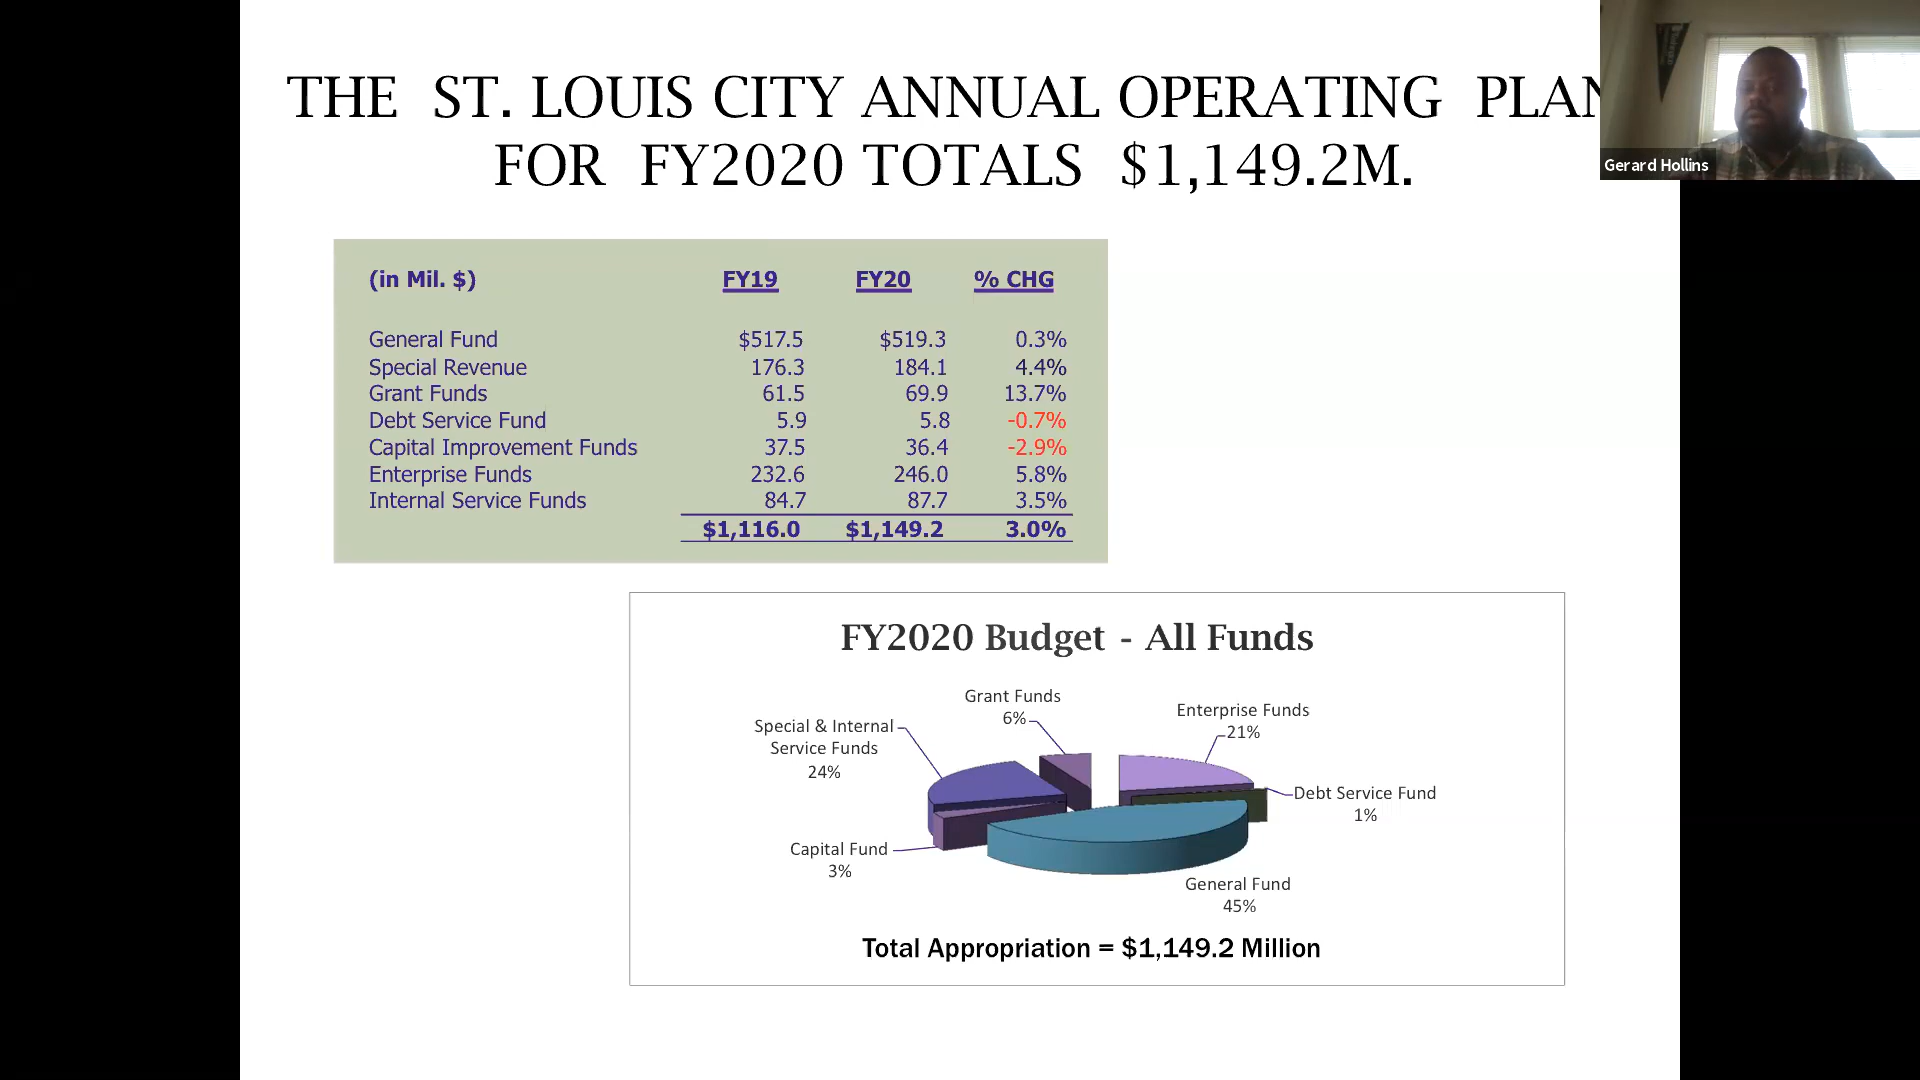 THE ST. LOUIS CITY ANNUAL OPERATING PLAN
FOR FY2020 TOTALS $1,149.2M.
Gerard Hollins
(in Mil. $) FY19 FY20 % CHG
General Fund $517.5 $519.3 0.3%
Special Revenue 176.3 184.1 4.4%
Grant Funds 61.5 69.9 13.7%
Debt Service Fund 5.9 5.8 -0.7%
Capital Improvement Funds 37.5 36.4 -2.9%
Enterprise Funds 232.6 246.0 5.8%
Internal Service Funds 84.7 87.7 3.5%
$1,116.0 $1,149.2 3.0%
FY2020 Budget - All Funds
Grant Funds
6%
Enterprise Funds
21%
Special & Internal
Service Funds
24%
Debt Service Fund
1%
Capital Fund
3%
General Fund
45%
Total Appropriation = $1,149.2 Million